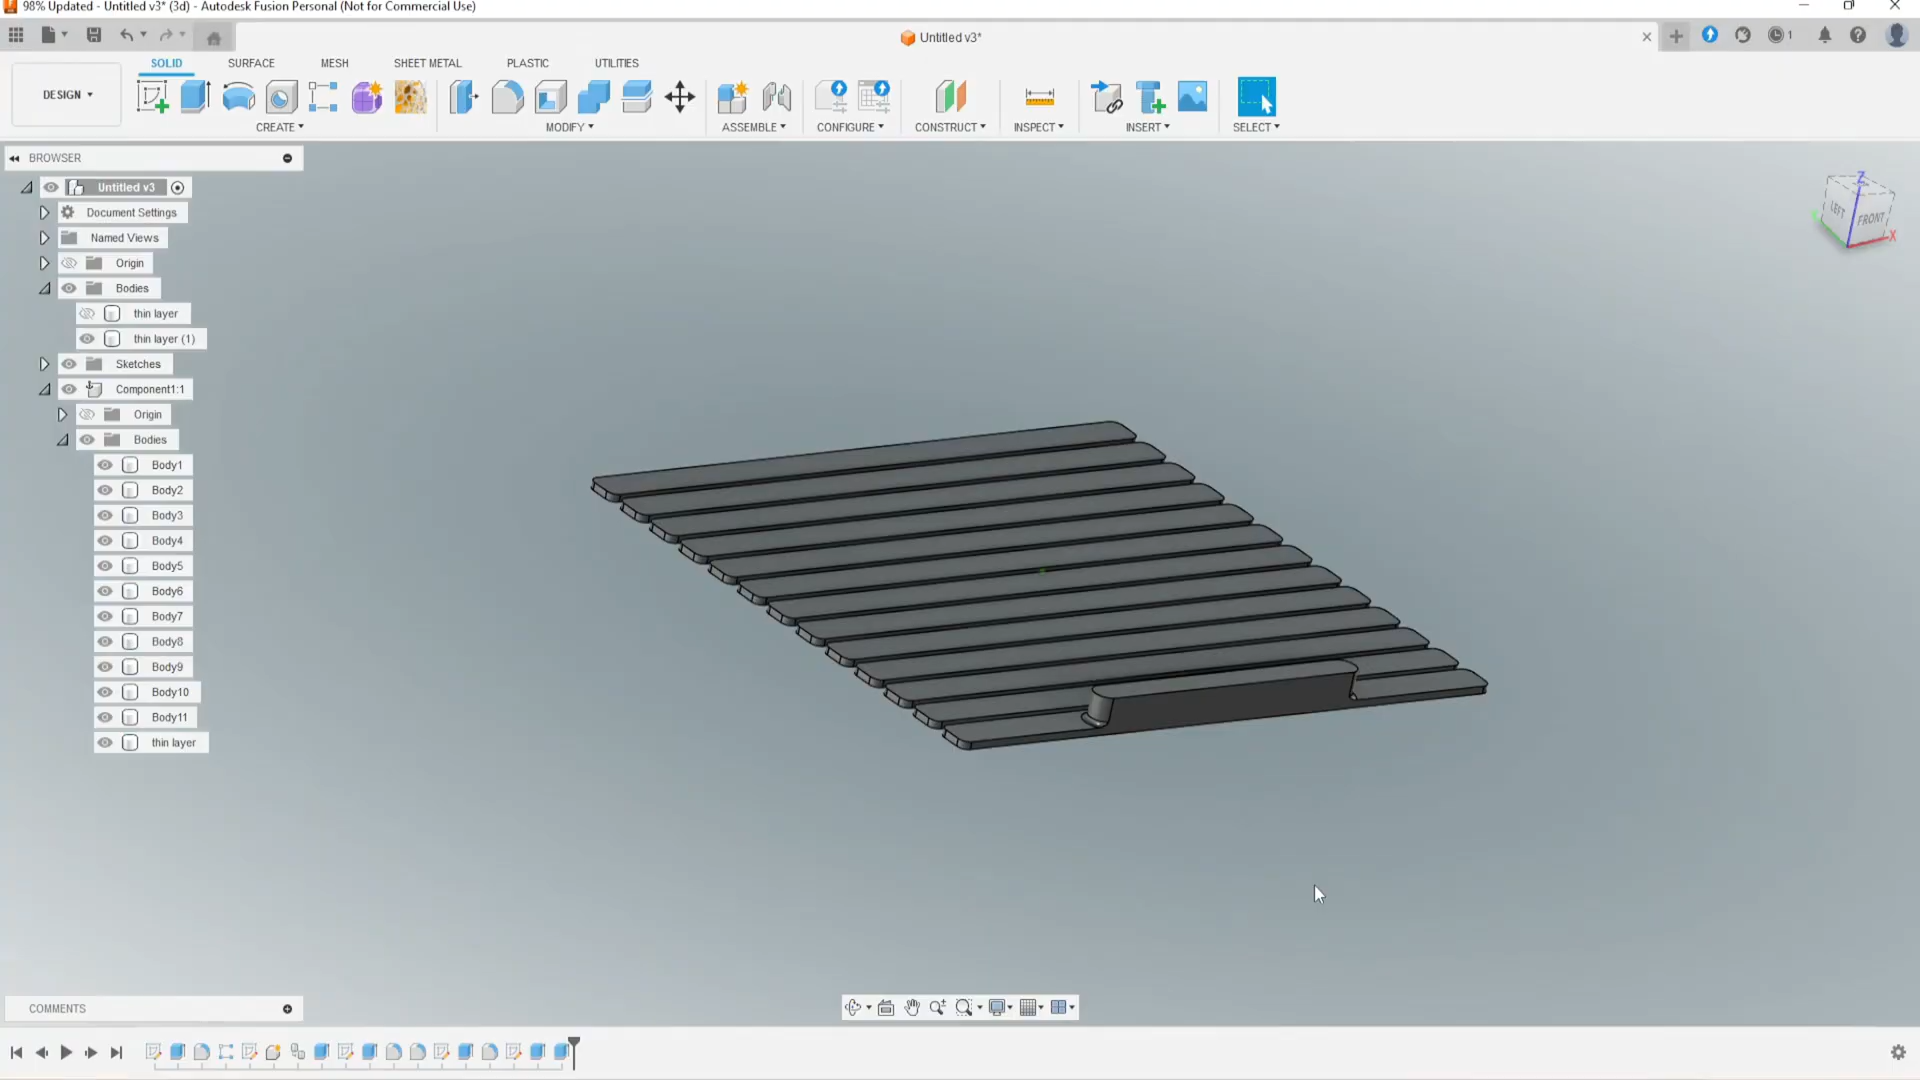 98% Updated - Untitled v3* (3d) - Autodesk Fusion Personal (Not for Commercial Use)
Untitled v3*
1
SOLID SURFACE MESH SHEET METAL PLASTIC UTILITIES
DESIGN
CREATE MODIFY ASSEMBLE CONFIGURE CONSTRUCT INSPECT INSERT SELECT
BROWSER
Untitled v3
Document Settings
Named Views
Origin
Bodies
thin layer
thin layer (1)
Sketches
Component1:1
Origin
Bodies
Body1
Body2
Body3
Body4
Body5
Body6
Body7
Body8
Body9
Body10
Body11
thin layer
Z
LEFT FRONT
X
COMMENTS